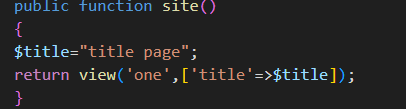 public function site()
{
$title="title page";
return view('one',['title'=>$title]);
}